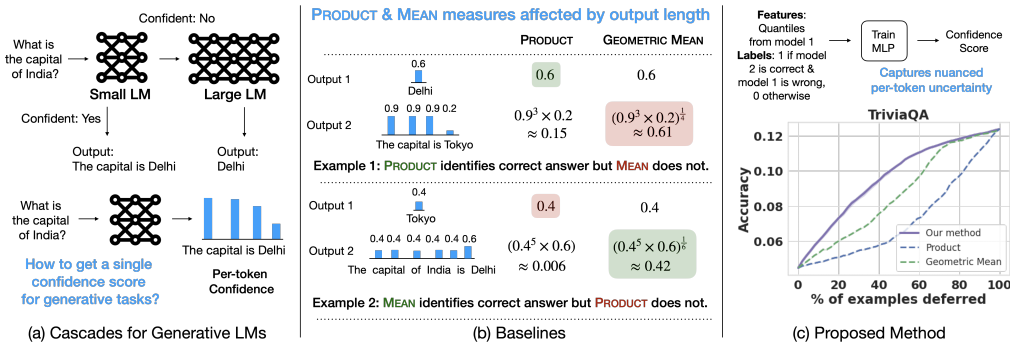 Confident: No
What is
the capital
of India?
Small LM
Large LM
Confident: Yes
Output:
The capital is Delhi
Output:
Delhi
What is
the capital
of India?
The capital is Delhi
How to get a single
confidence score
for generative tasks?
Per-token
Confidence
(a) Cascades for Generative LMs
PRODUCT & MEAN measures affected by output length
PRODUCT
GEOMETRIC MEAN
Output 1
0.6
Delhi
0.6
0.6
Output 2
0.9 0.9 0.9 0.2
The capital is Tokyo
0.9³ × 0.2
≈ 0.15
(0.9³ × 0.2)^¼
≈ 0.61
Example 1: PRODUCT identifies correct answer but MEAN does not.
Output 1
0.4
Tokyo
0.4
0.4
Output 2
0.4 0.4 0.4 0.4 0.4 0.6
The capital of India is Delhi
(0.4⁵ × 0.6)
≈ 0.006
(0.4⁵ × 0.6)^⅙
≈ 0.42
Example 2: MEAN identifies correct answer but PRODUCT does not.
(b) Baselines
Features:
Quantiles
from model 1
Labels: 1 if model
2 is correct &
model 1 is wrong,
0 otherwise
Train
MLP
Confidence
Score
Captures nuanced
per-token uncertainty
TriviaQA
Accuracy
0.12
0.10
0.08
0.06
Our method
Product
Geometric Mean
0 20 40 60 80 100
% of examples deferred
(c) Proposed Method